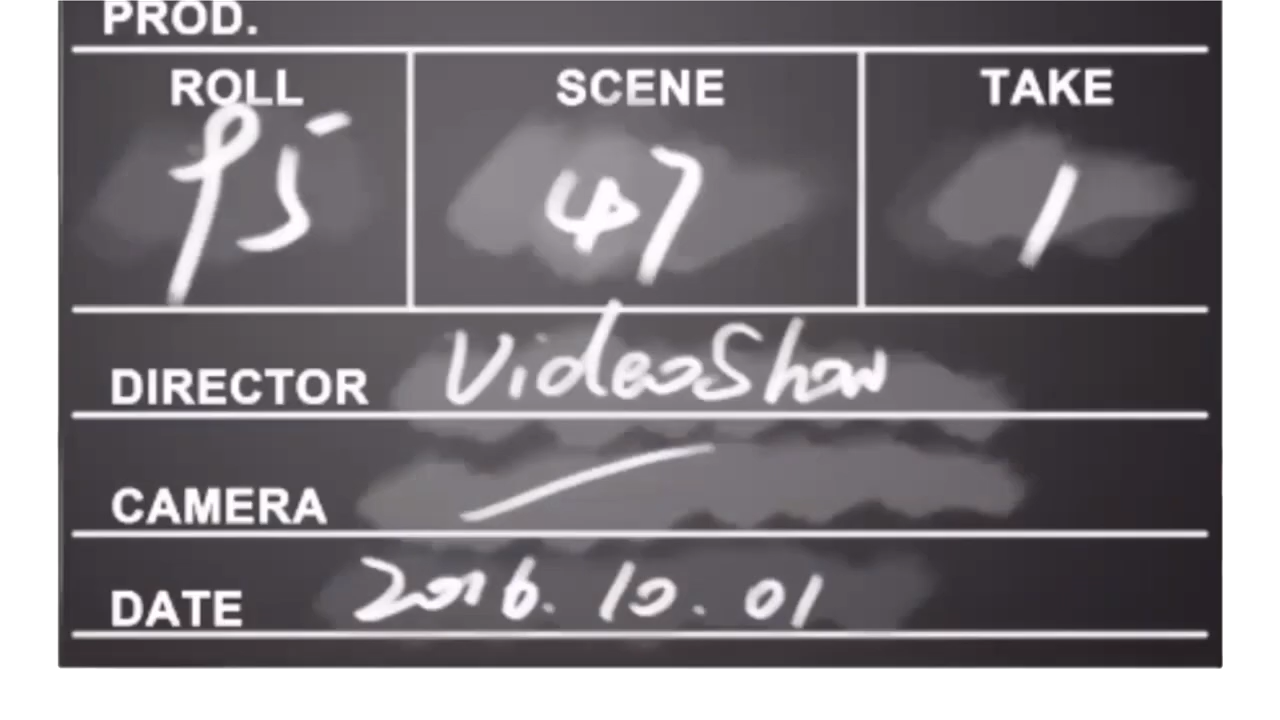 PROD.
ROLL SCENE TAKE
95 47 1
DIRECTOR VideoShow
CAMERA
DATE 2016.10.01